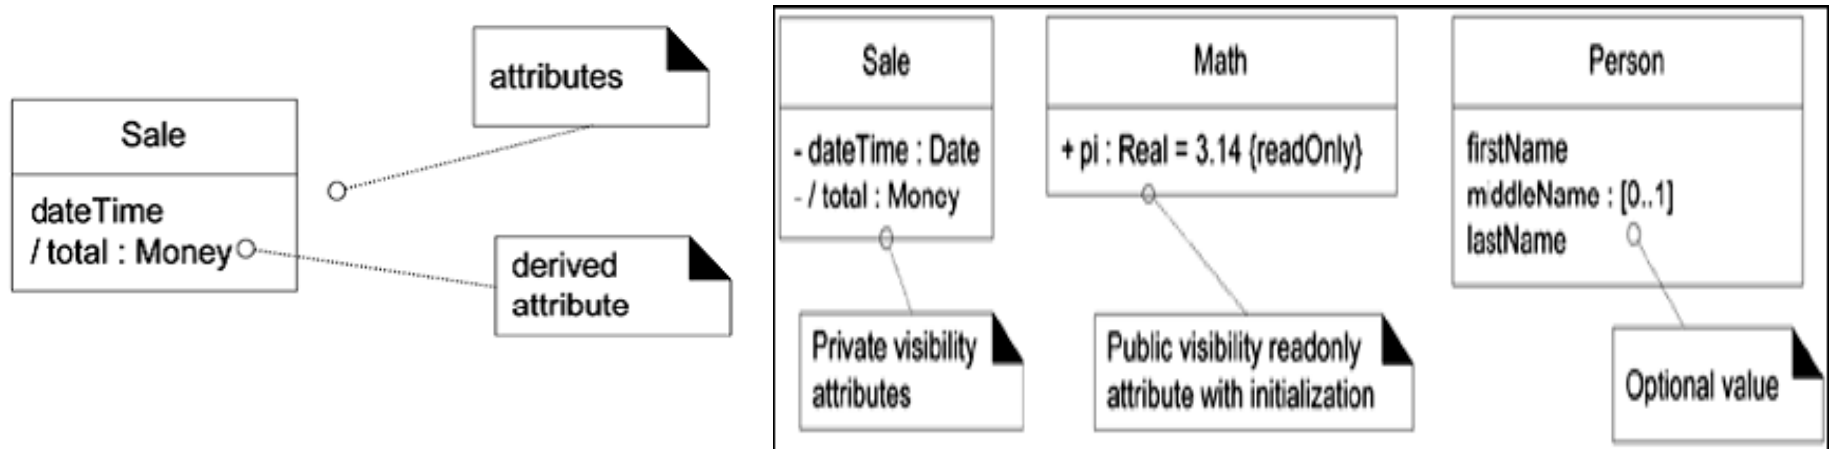 attributes
Sale
dateTime
/ total : Money
derived
attribute
Sale
- dateTime : Date
- / total : Money
Private visibility
attributes
Math
+ pi : Real = 3.14 {readOnly}
Public visibility readonly
attribute with initialization
Person
firstName
middleName : [0..1]
lastName
Optional value